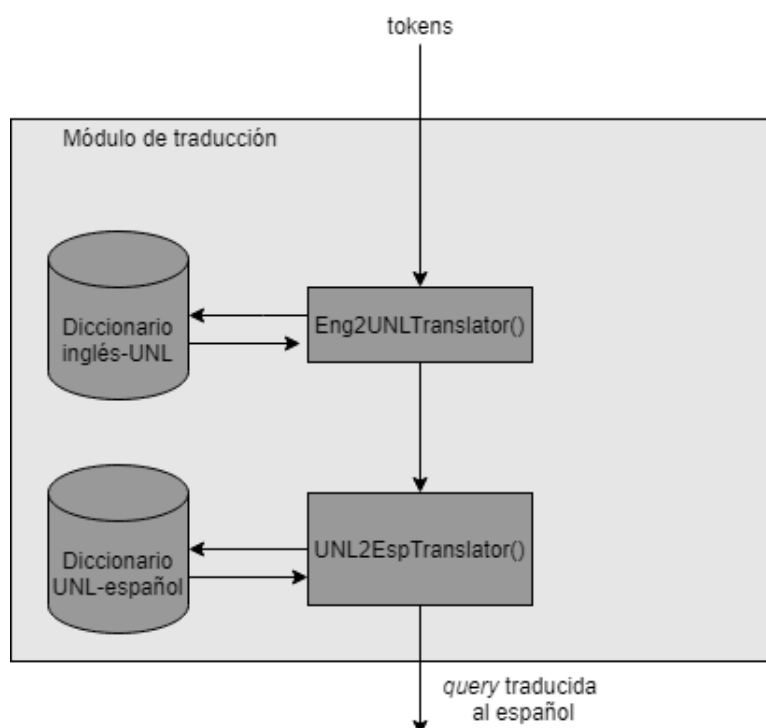 tokens
Módulo de traducción
Diccionario
inglés-UNL
Eng2UNLTranslator()
Diccionario
UNL-español
UNL2EspTranslator()
query traducida
al español